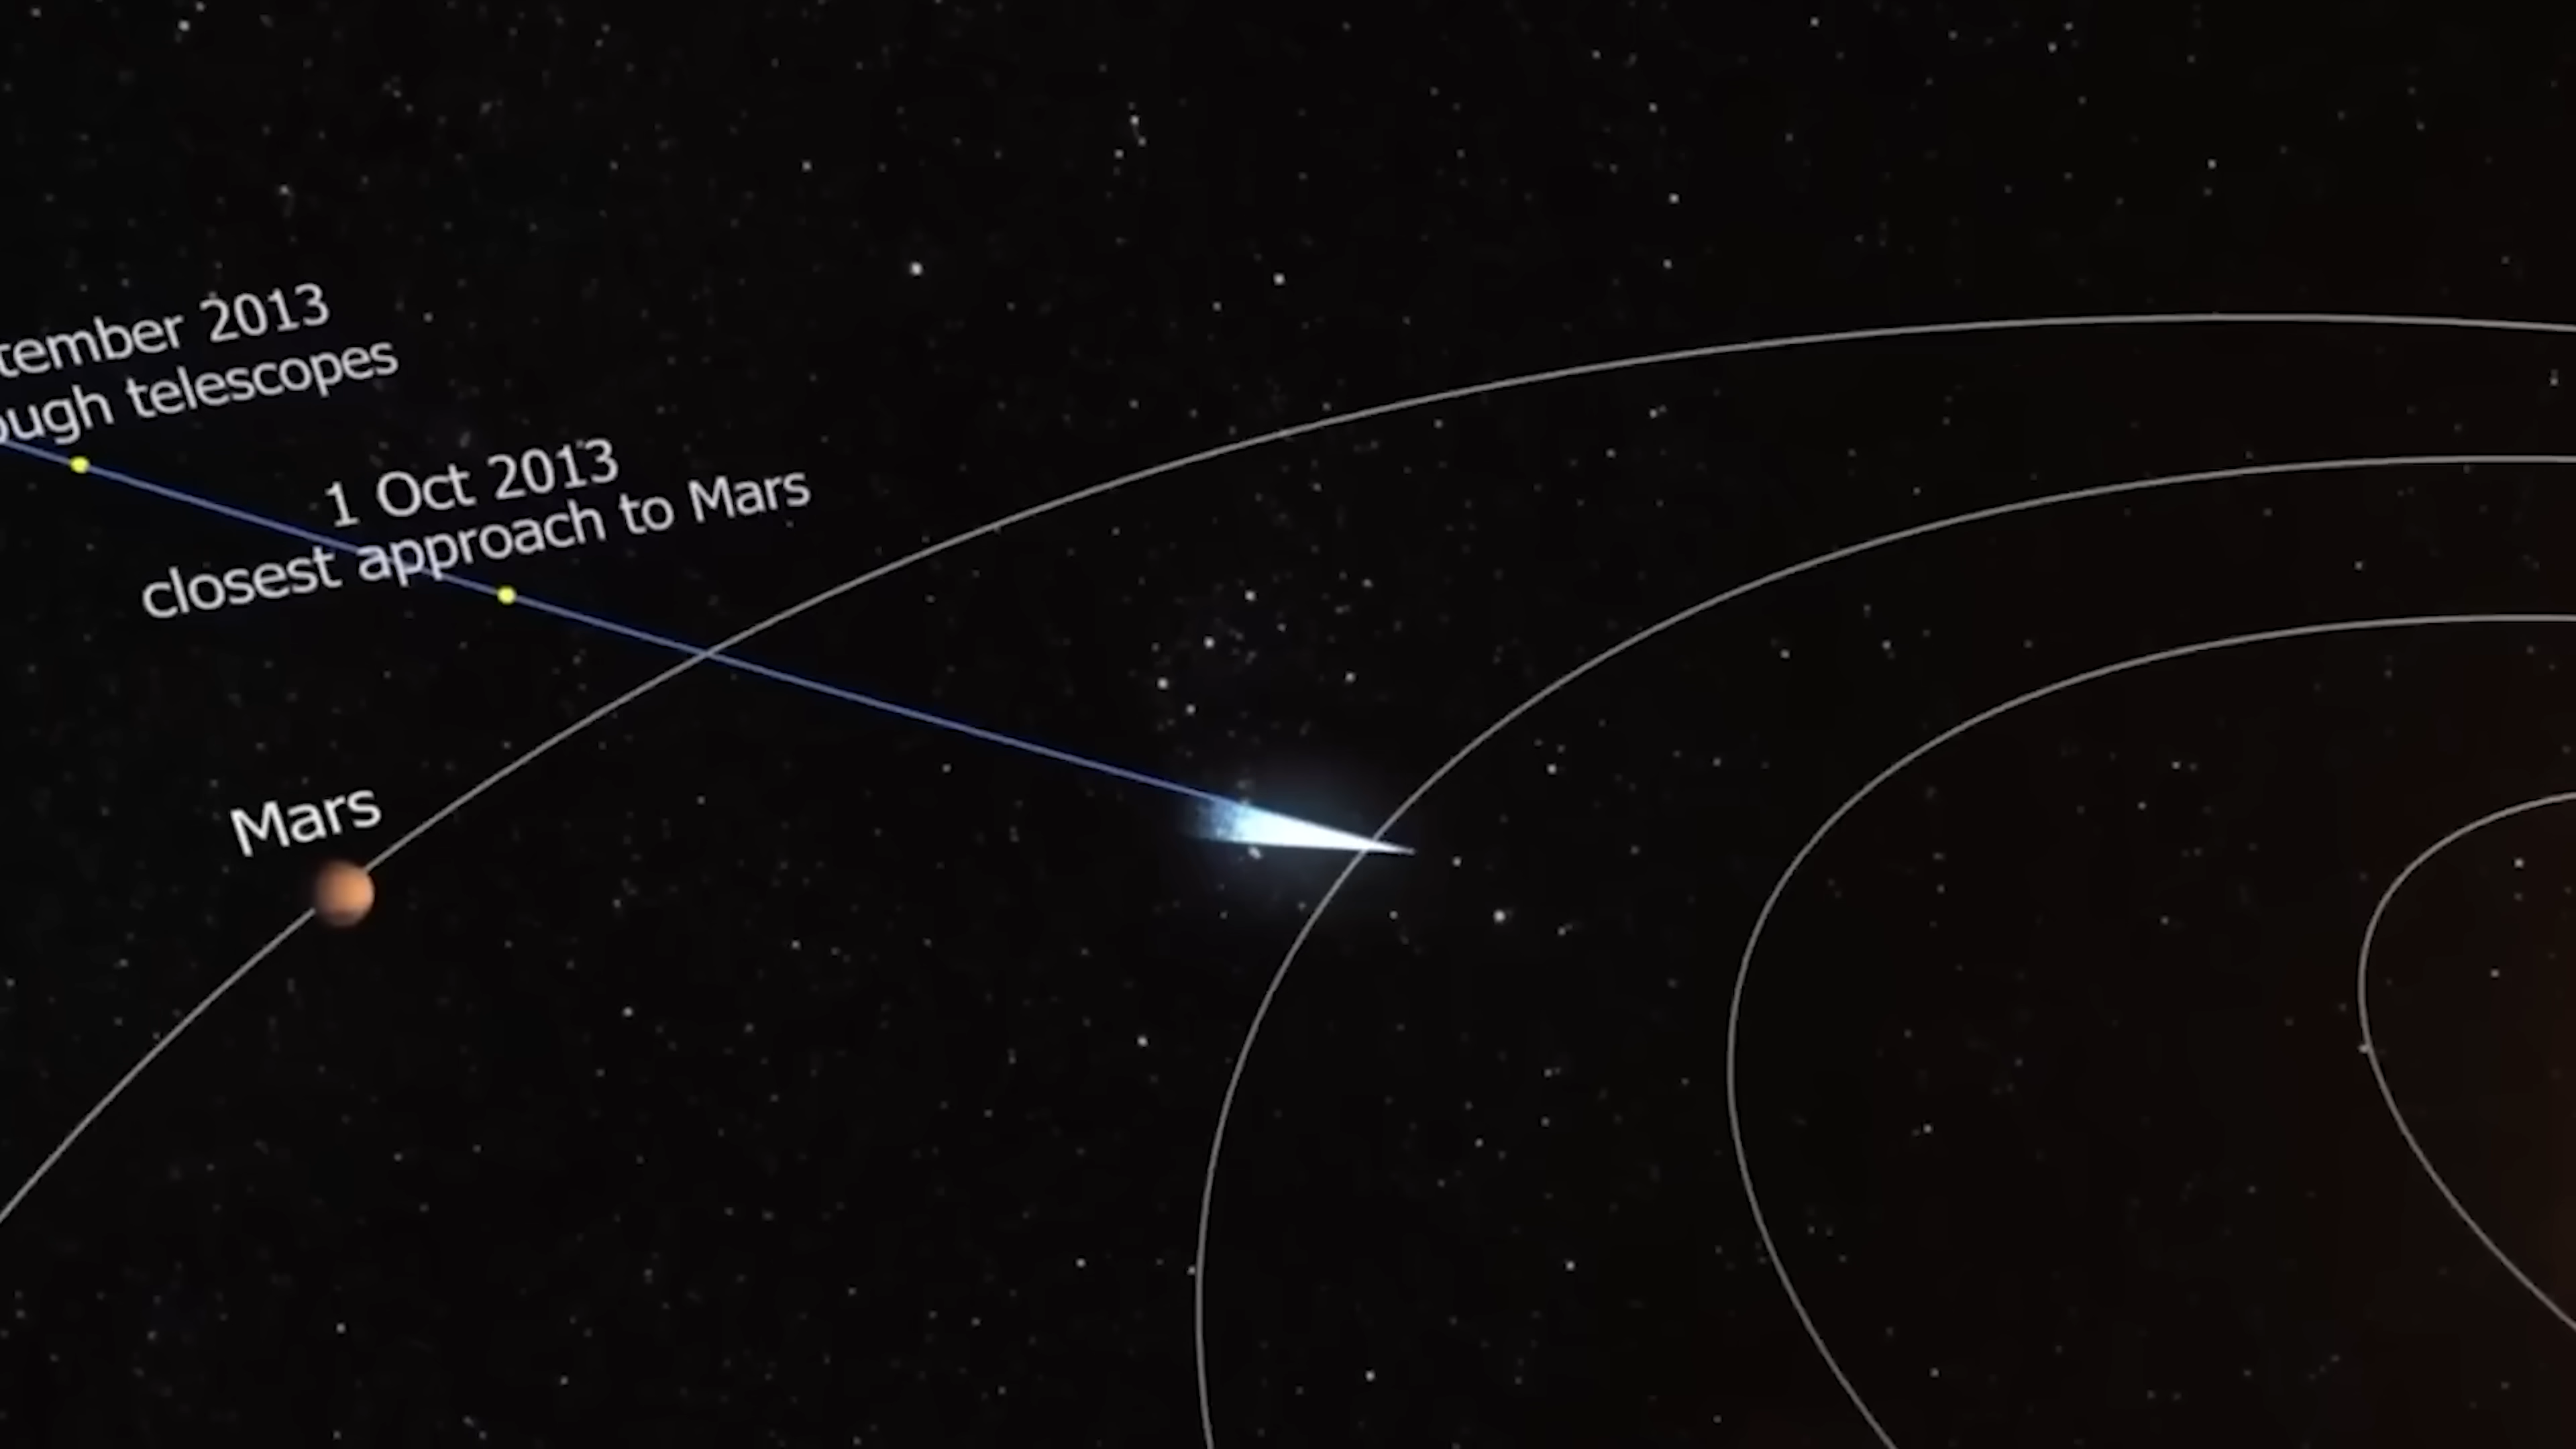 tember 2013
ough telescopes
1 Oct 2013
closest approach to Mars
Mars